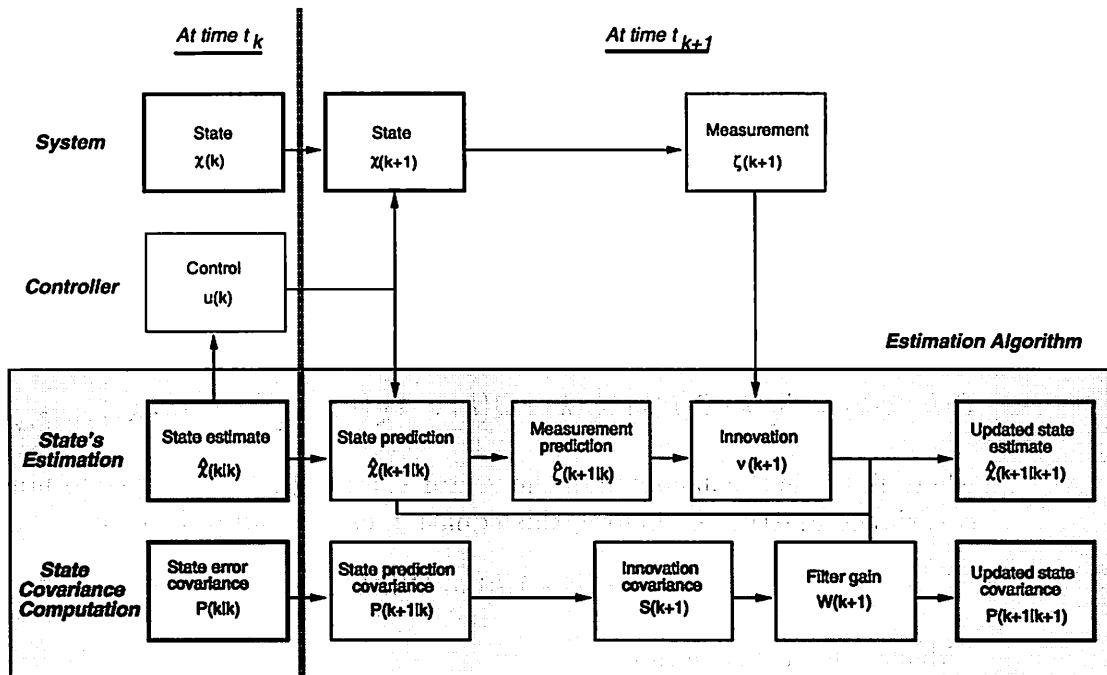 At time t k
At time t k+1
System
State
χ(k)
State
χ(k+1)
Measurement
ζ(k+1)
Controller
Control
u(k)
Estimation Algorithm
State's
Estimation
State estimate
χ̂(k|k)
State prediction
χ̂(k+1|k)
Measurement
prediction
ζ̂(k+1|k)
Innovation
ν(k+1)
Updated state
estimate
χ̂(k+1|k+1)
State
Covariance
Computation
State error
covariance
P(k|k)
State prediction
covariance
P(k+1|k)
Innovation
covariance
S(k+1)
Filter gain
W(k+1)
Updated state
covariance
P(k+1|k+1)